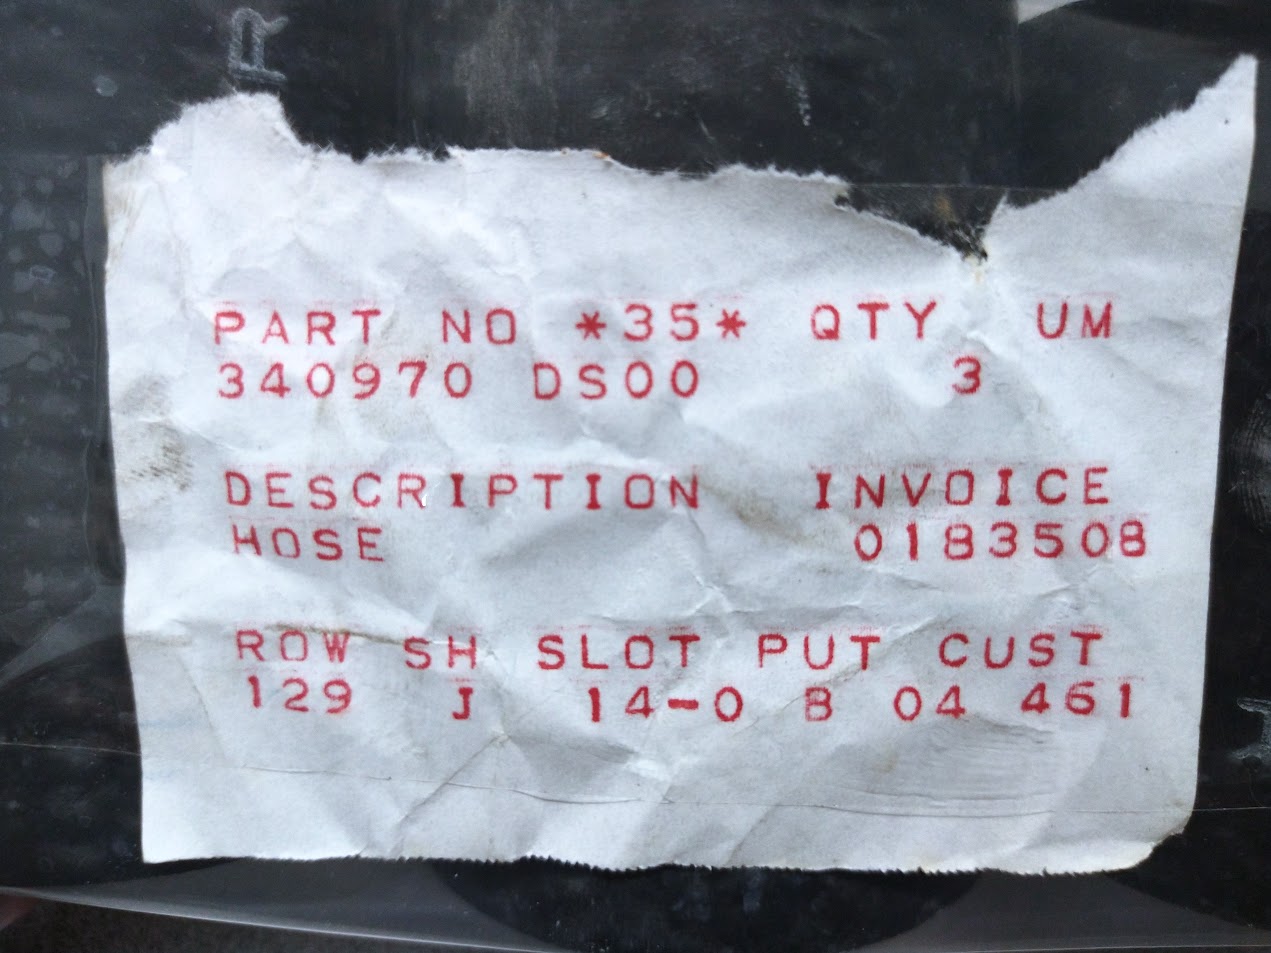 PART NO *35* QTY UM
340970 DS00 3
DESCRIPTION INVOICE
HOSE 0183508
ROW SH SLOT PUT CUST
129 J 14-0 B 04 461